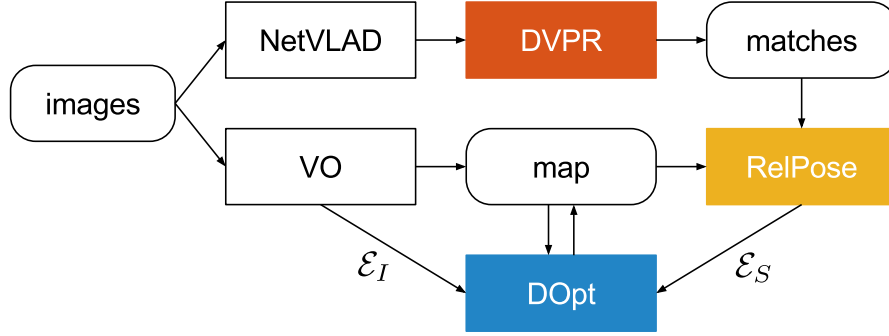 NetVLAD
DVPR
matches
images
VO
map
RelPose
ℰ_I
ℰ_S
DOpt